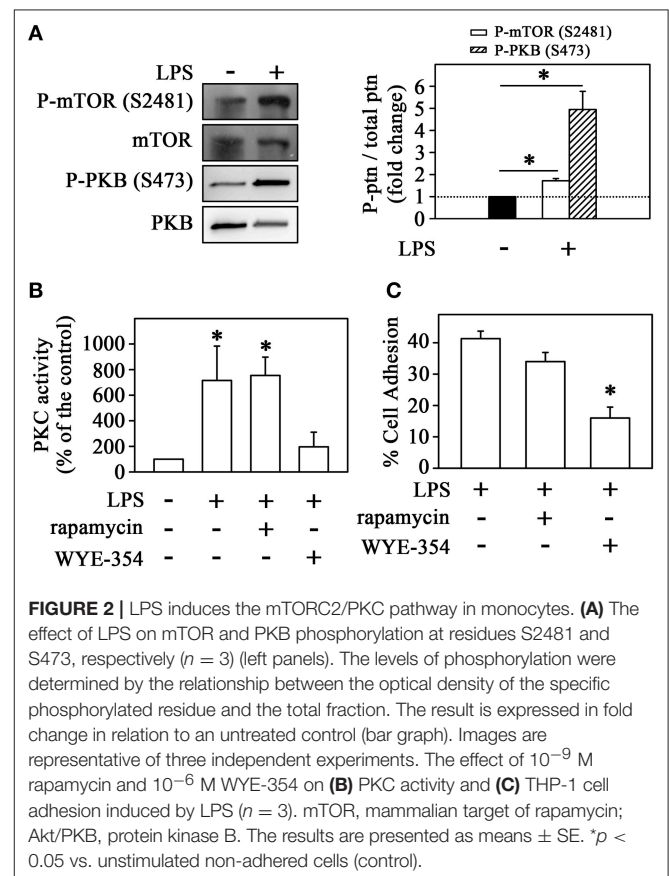 A
LPS - +
P-mTOR (S2481)
mTOR
P-PKB (S473)
PKB
P-mTOR (S2481)
P-PKB (S473)
P-ptn / total ptn
(fold change)
6
5
4
3
2
1
0
*
*
LPS - +
B
PKC activity
(% of the control)
1000
800
600
400
200
0
* *
LPS - + + +
rapamycin - - + -
WYE-354 - - - +
C
% Cell Adhesion
40
30
20
10
0
*
LPS + + +
rapamycin - + -
WYE-354 - - +
FIGURE 2 | LPS induces the mTORC2/PKC pathway in monocytes. (A) The
effect of LPS on mTOR and PKB phosphorylation at residues S2481 and
S473, respectively (n = 3) (left panels). The levels of phosphorylation were
determined by the relationship between the optical density of the specific
phosphorylated residue and the total fraction. The result is expressed in fold
change in relation to an untreated control (bar graph). Images are
representative of three independent experiments. The effect of 10⁻⁹ M
rapamycin and 10⁻⁶ M WYE-354 on (B) PKC activity and (C) THP-1 cell
adhesion induced by LPS (n = 3). mTOR, mammalian target of rapamycin;
Akt/PKB, protein kinase B. The results are presented as means ± SE. *p <
0.05 vs. unstimulated non-adhered cells (control).